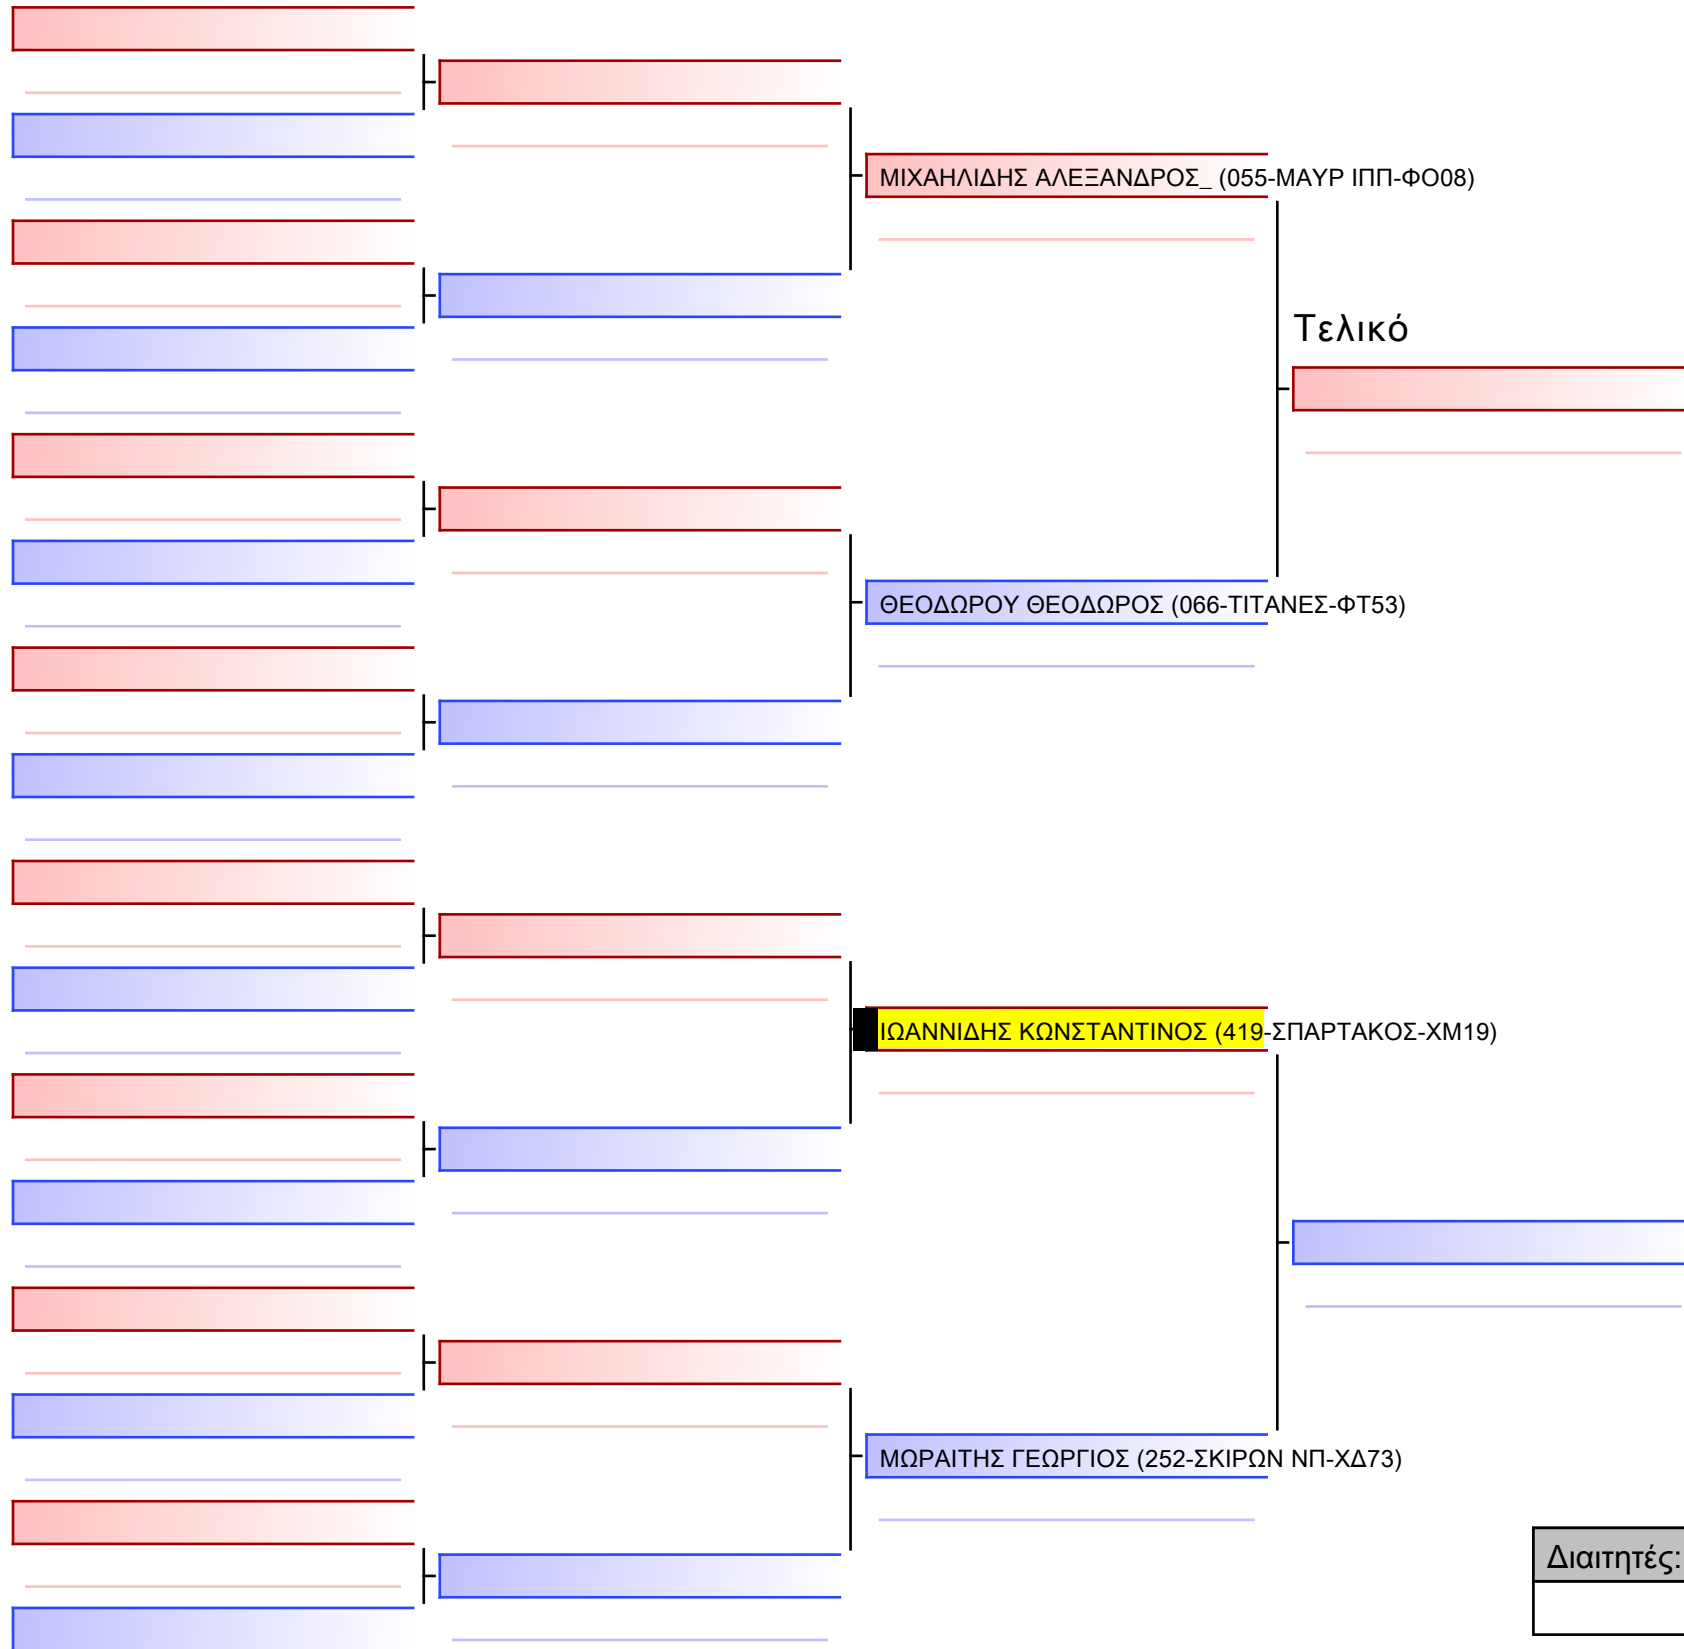 ΜΙΧΑΗΛΙΔΗΣ ΑΛΕΞΑΝΔΡΟΣ_ (055-ΜΑΥΡ ΙΠΠ-ΦΟ08)
Τελικό
ΘΕΟΔΩΡΟΥ ΘΕΟΔΩΡΟΣ (066-ΤΙΤΑΝΕΣ-ΦΤ53)
ΙΩΑΝΝΙΔΗΣ ΚΩΝΣΤΑΝΤΙΝΟΣ (419-ΣΠΑΡΤΑΚΟΣ-ΧΜ19)
ΜΩΡΑΙΤΗΣ ΓΕΩΡΓΙΟΣ (252-ΣΚΙΡΩΝ ΝΠ-ΧΔ73)
Διαιτητές: